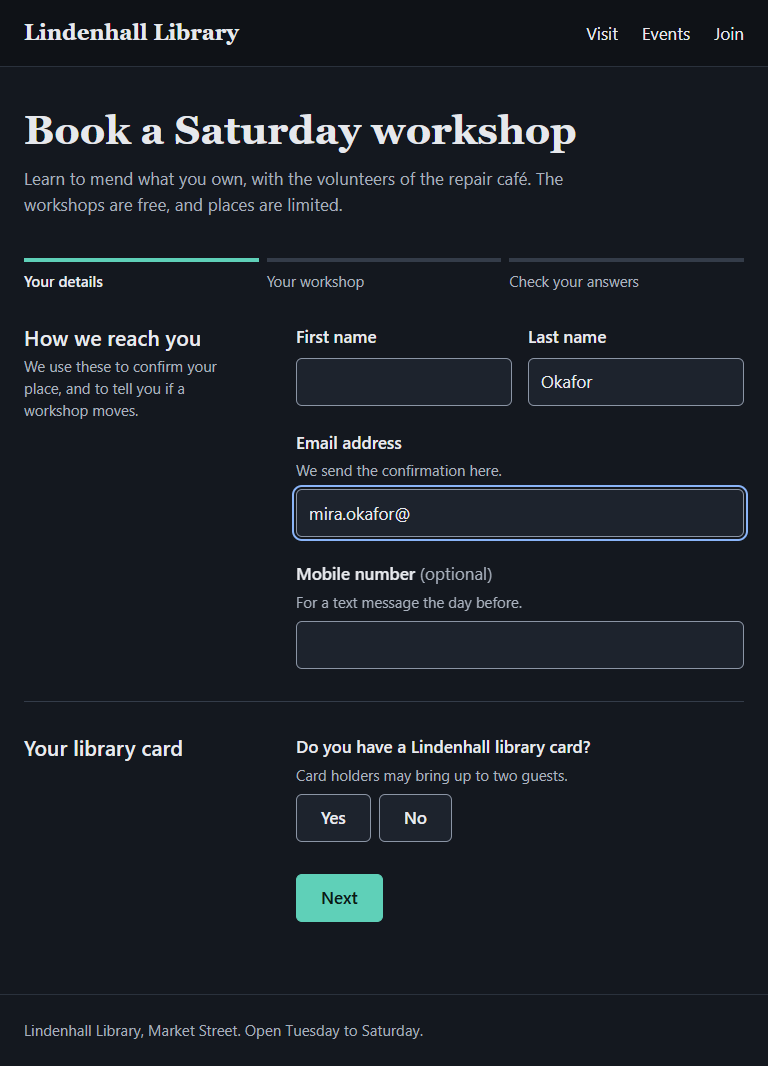 Lindenhall Library
Visit Events Join
Book a Saturday workshop
Learn to mend what you own, with the volunteers of the repair café. The
workshops are free, and places are limited.
Your details
Your workshop
Check your answers
How we reach you
We use these to confirm your
place, and to tell you if a
workshop moves.
First name
Last name
Okafor
Email address
We send the confirmation here.
mira.okafor@
Mobile number (optional)
For a text message the day before.
Your library card
Do you have a Lindenhall library card?
Card holders may bring up to two guests.
Yes
No
Next
Lindenhall Library, Market Street. Open Tuesday to Saturday.